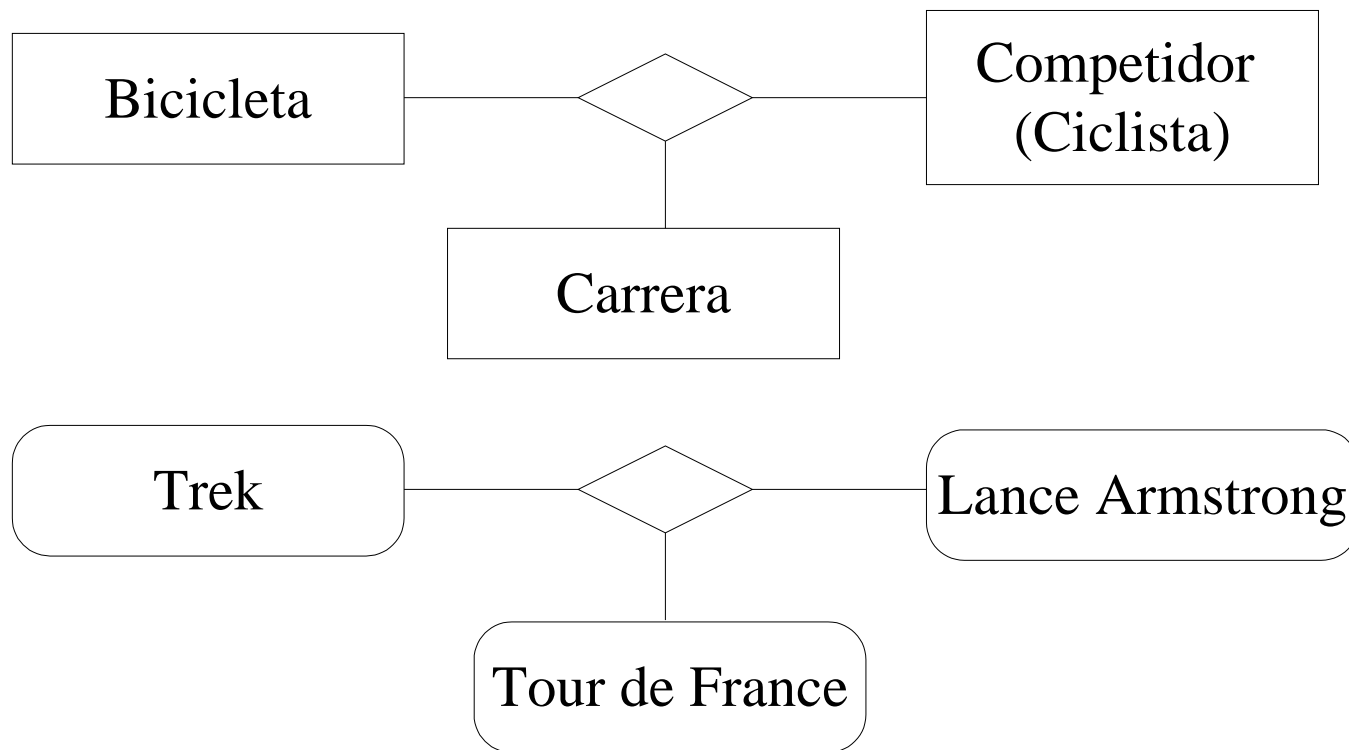 Bicicleta
Competidor
(Ciclista)
Carrera
Trek
Lance Armstrong
Tour de France